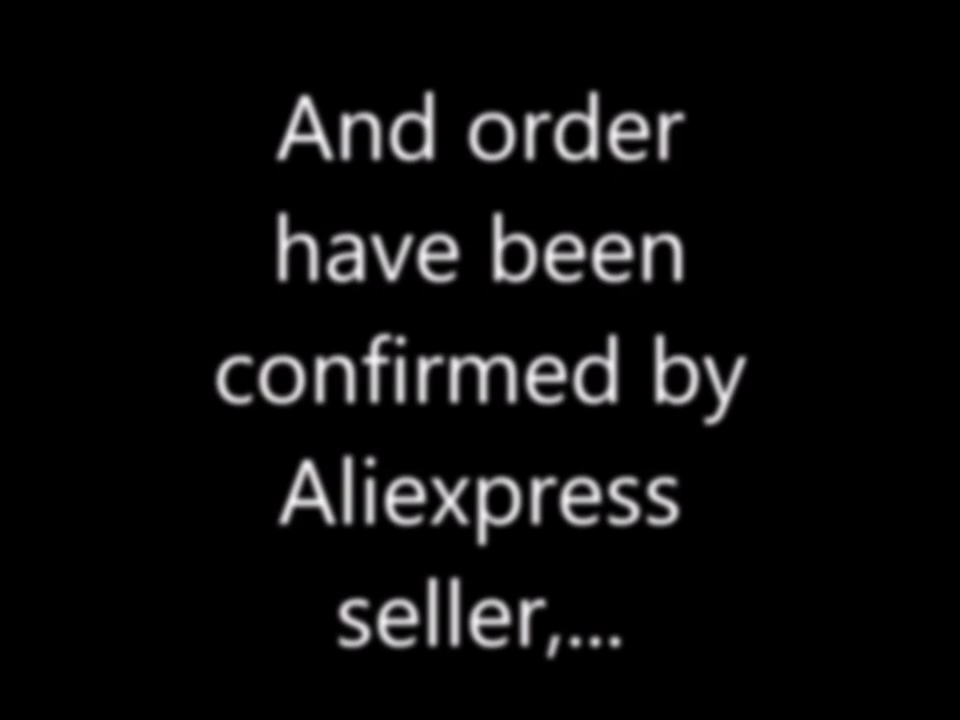 And order
have been
confirmed by
Aliexpress
seller,...